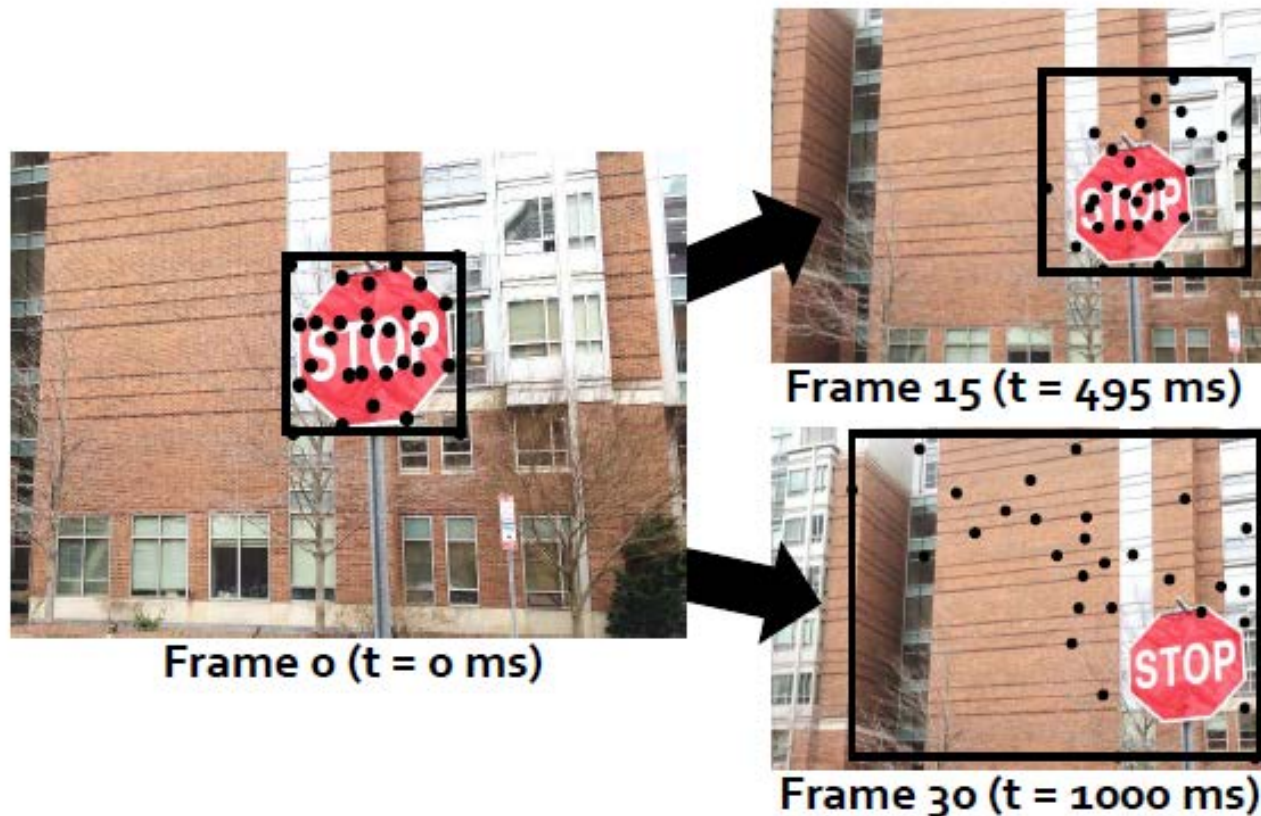 STOP
Frame 0 (t = 0 ms)
STOP
Frame 15 (t = 495 ms)
STOP
Frame 30 (t = 1000 ms)